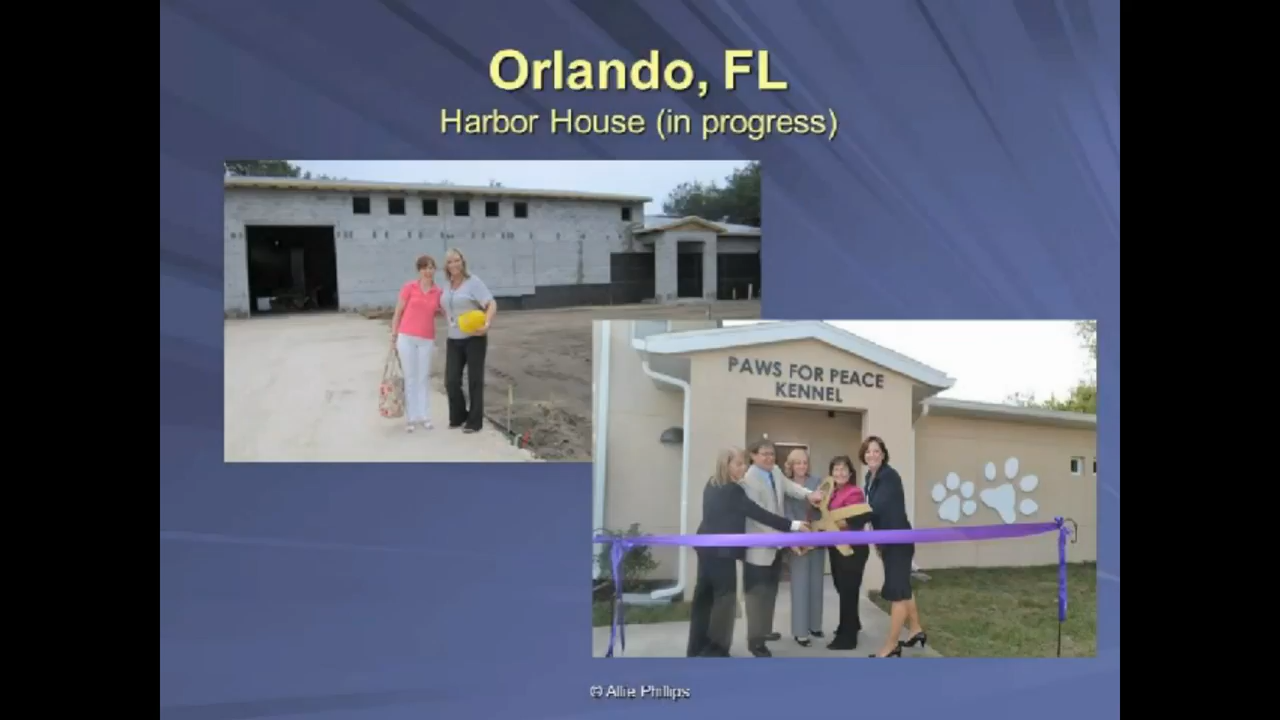 Orlando, FL
Harbor House (in progress)
PAWS FOR PEACE
KENNEL
© Allie Phillips